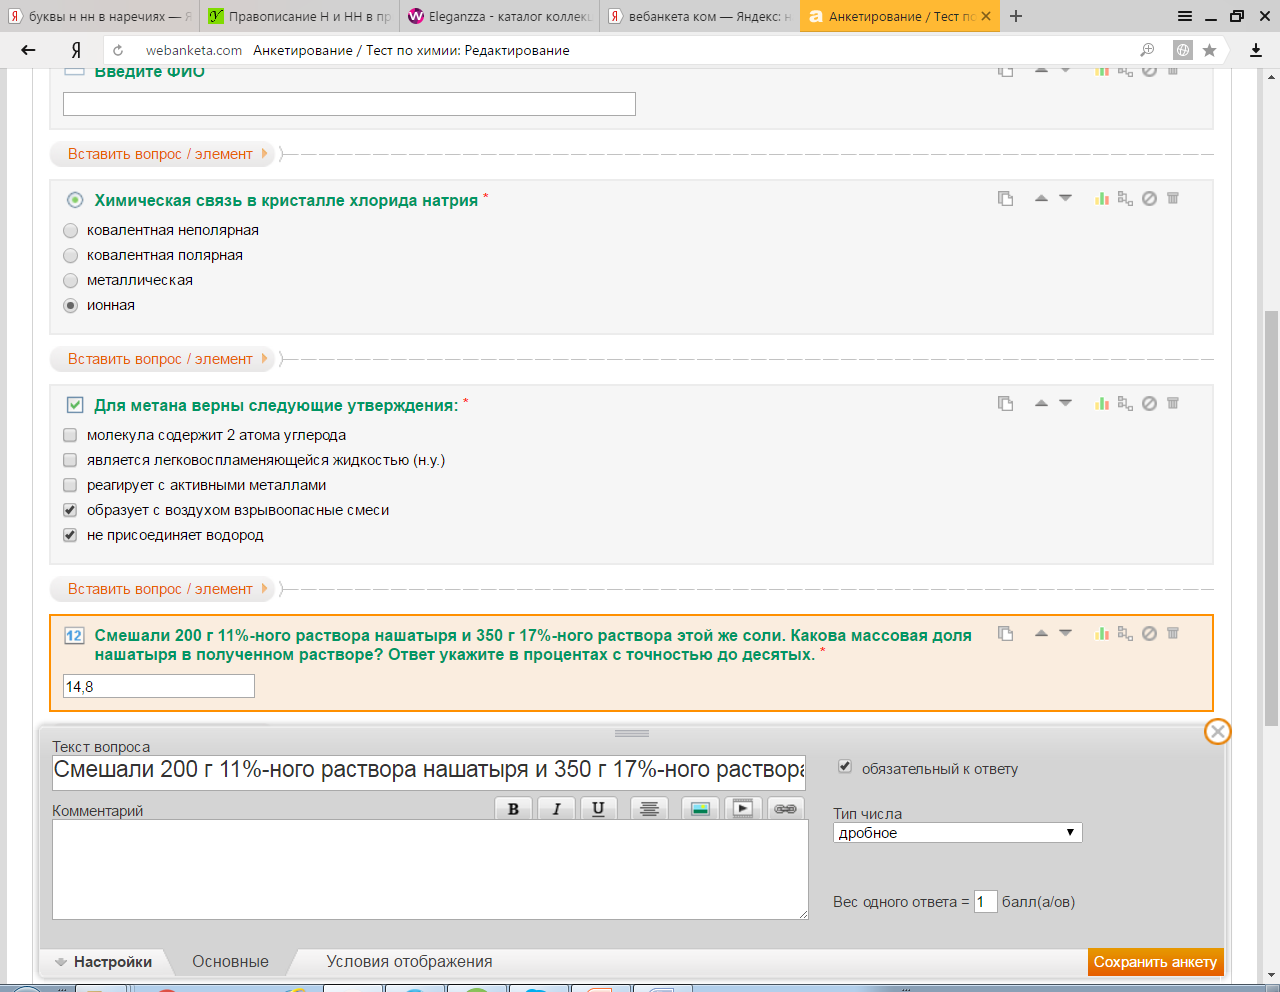 буквы н нн в наречиях — Я
Правописание Н и НН в пр
Eleganzza - каталог коллекц
вебанкета ком — Яндекс: н
Анкетирование / Тест по
webanketa.com Анкетирование / Тест по химии: Редактирование
Введите ФИО
Вставить вопрос / элемент
Химическая связь в кристалле хлорида натрия *
ковалентная неполярная
ковалентная полярная
металлическая
ионная
Вставить вопрос / элемент
Для метана верны следующие утверждения: *
молекула содержит 2 атома углерода
является легковоспламеняющейся жидкостью (н.у.)
реагирует с активными металлами
образует с воздухом взрывоопасные смеси
не присоединяет водород
Вставить вопрос / элемент
12 Смешали 200 г 11%-ного раствора нашатыря и 350 г 17%-ного раствора этой же соли. Какова массовая доля
нашатыря в полученном растворе? Ответ укажите в процентах с точностью до десятых. *
14,8
Текст вопроса
Смешали 200 г 11%-ного раствора нашатыря и 350 г 17%-ного раствора
обязательный к ответу
Комментарий
B I U
Тип числа
дробное
Вес одного ответа = 1 балл(а/ов)
Настройки Основные Условия отображения Сохранить анкету